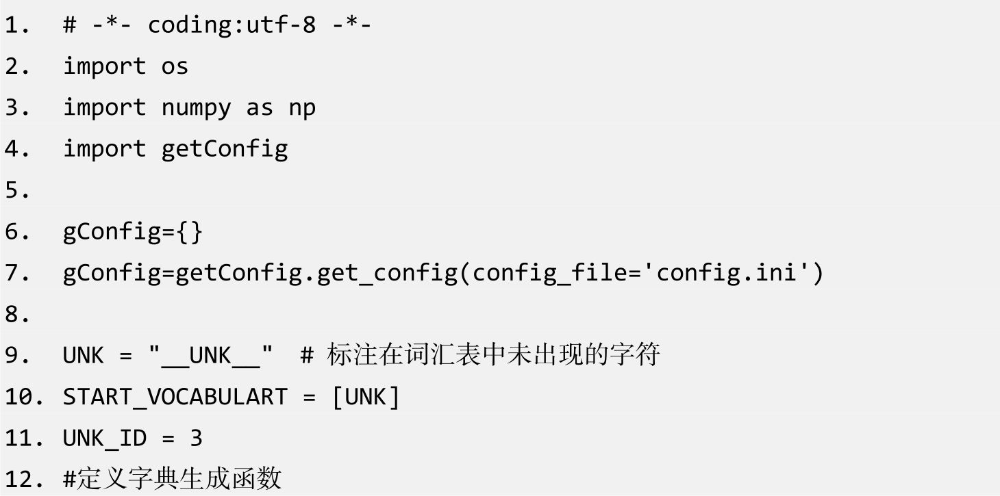 1. # -*- coding:utf-8 -*-
2. import os
3. import numpy as np
4. import getConfig
5.
6. gConfig={}
7. gConfig=getConfig.get_config(config_file='config.ini')
8.
9. UNK = "__UNK__"  # 标注在词汇表中未出现的字符
10. START_VOCABULART = [UNK]
11. UNK_ID = 3
12. #定义字典生成函数